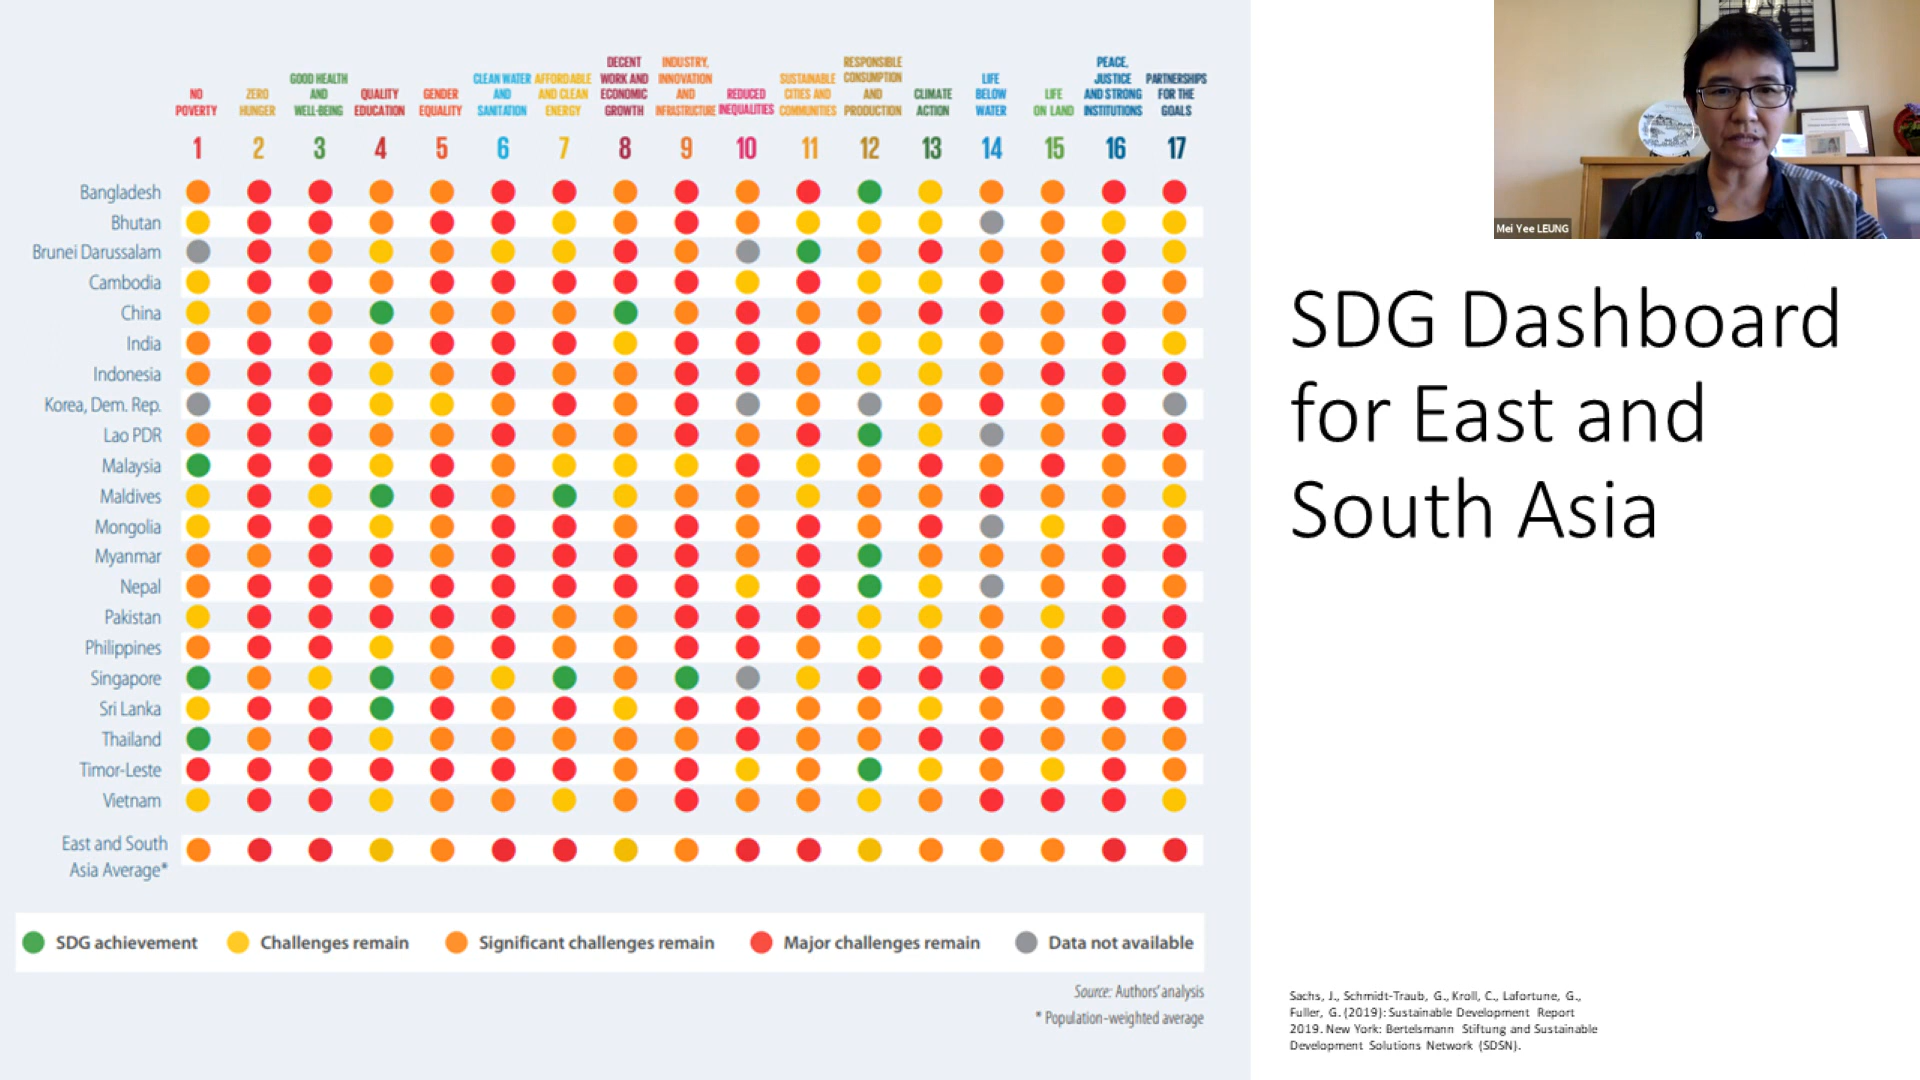 NO
POVERTY
ZERO
HUNGER
GOOD HEALTH
AND
WELL-BEING
QUALITY
EDUCATION
GENDER
EQUALITY
CLEAN WATER
AND
SANITATION
AFFORDABLE
AND CLEAN
ENERGY
DECENT
WORK AND
ECONOMIC
GROWTH
INDUSTRY,
INNOVATION
AND
INFRASTRUCTURE
REDUCED
INEQUALITIES
SUSTAINABLE
CITIES AND
COMMUNITIES
RESPONSIBLE
CONSUMPTION
AND
PRODUCTION
CLIMATE
ACTION
LIFE
BELOW
WATER
LIFE
ON LAND
PEACE,
JUSTICE
AND STRONG
INSTITUTIONS
PARTNERSHIPS
FOR THE
GOALS
1 2 3 4 5 6 7 8 9 10 11 12 13 14 15 16 17
Bangladesh
Bhutan
Brunei Darussalam
Cambodia
China
India
Indonesia
Korea, Dem. Rep.
Lao PDR
Malaysia
Maldives
Mongolia
Myanmar
Nepal
Pakistan
Philippines
Singapore
Sri Lanka
Thailand
Timor-Leste
Vietnam
East and South
Asia Average*
SDG achievement
Challenges remain
Significant challenges remain
Major challenges remain
Data not available
Source: Authors' analysis
* Population-weighted average
Mei Yee LEUNG
SDG Dashboard
for East and
South Asia
Sachs, J., Schmidt-Traub, G., Kroll, C., Lafortune, G.,
Fuller, G. (2019): Sustainable Development Report
2019. New York: Bertelsmann Stiftung and Sustainable
Development Solutions Network (SDSN).